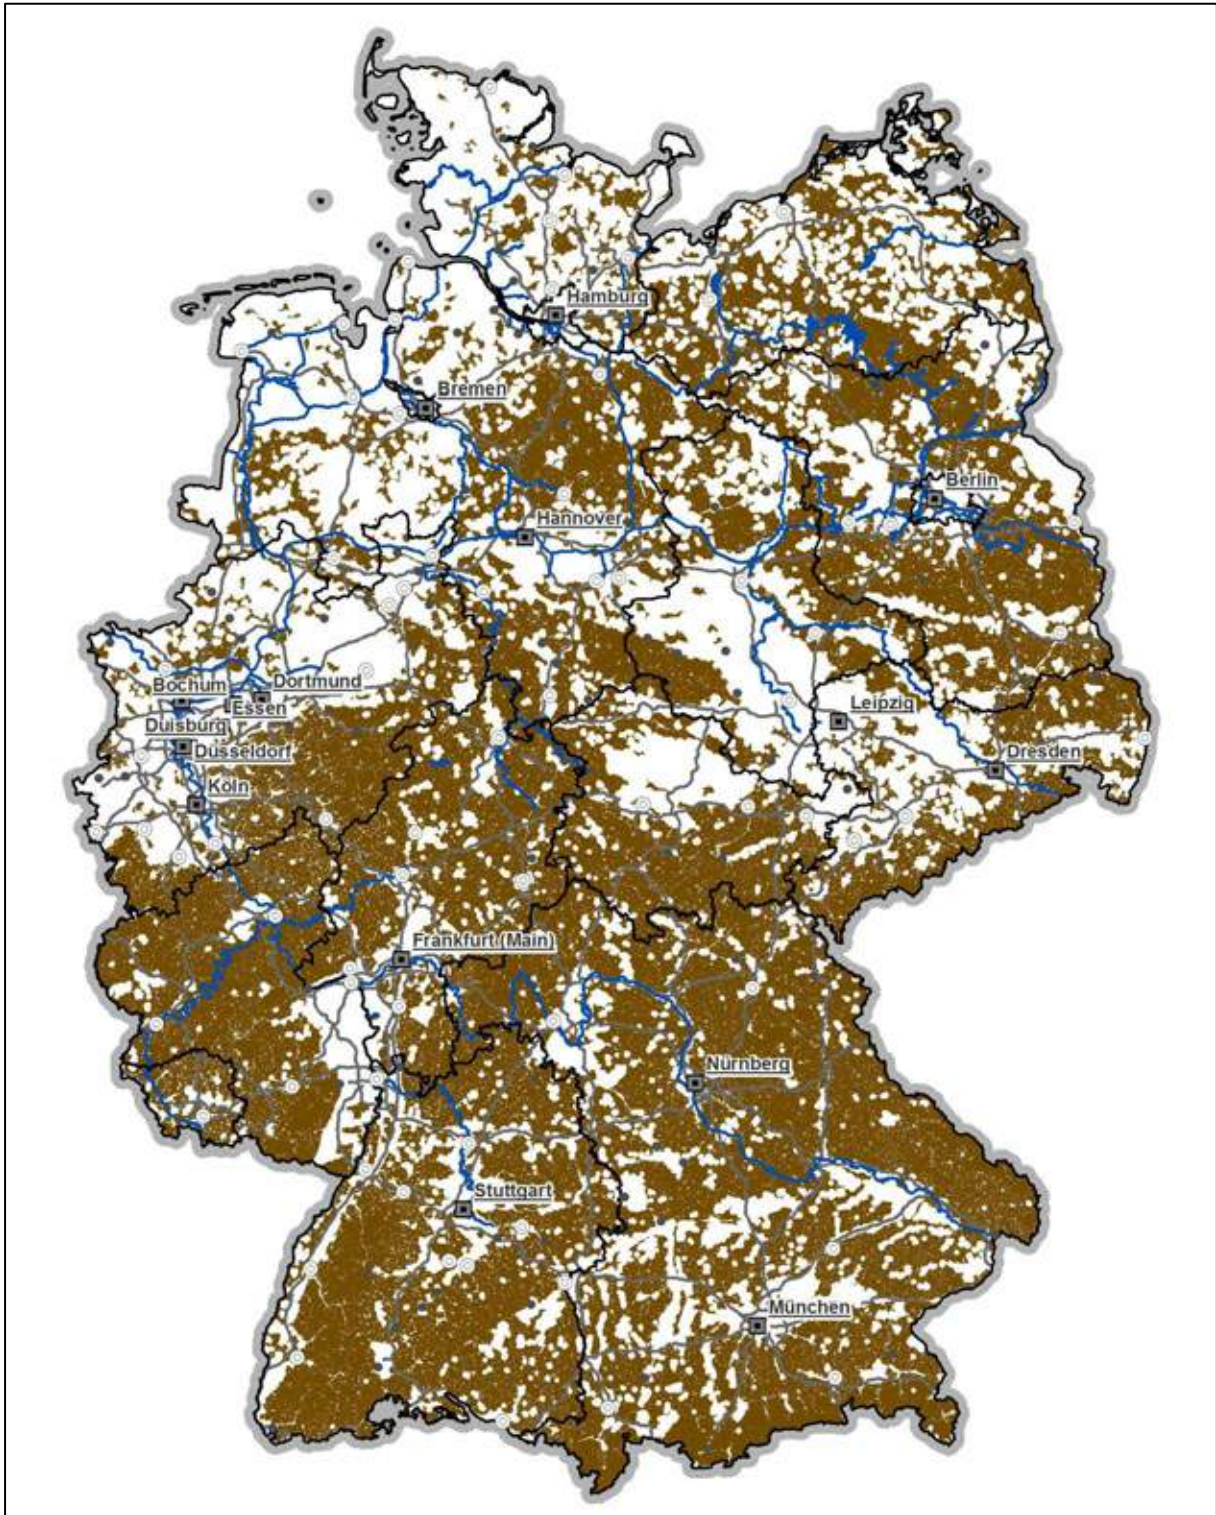 Hamburg
Bremen
Berlin
Hannover
Bochum
Dortmund
Essen
Duisburg
Leipzig
Düsseldorf
Dresden
Köln
Frankfurt (Main)
Nürnberg
Stuttgart
München